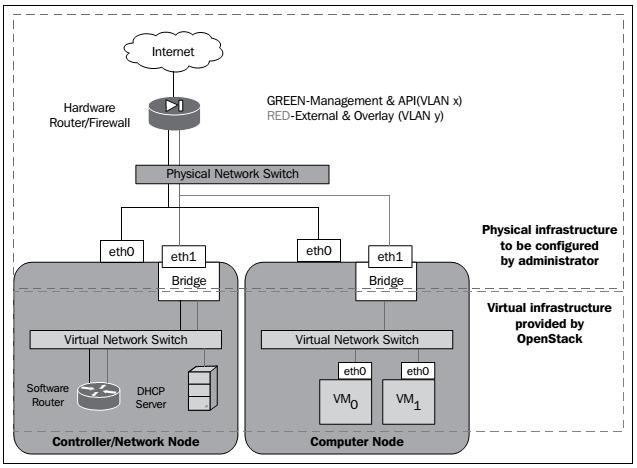 Internet
Hardware
Router/Firewall
GREEN-Management & API(VLAN x)
RED-External & Overlay (VLAN y)
Physical Network Switch
eth0
eth1
eth0
eth1
Physical infrastructure
to be configured
by administrator
Bridge
Bridge
Virtual infrastructure
provided by
OpenStack
Virtual Network Switch
Virtual Network Switch
Software
Router
DHCP
Server
eth0
eth0
VM0
VM1
Controller/Network Node
Computer Node